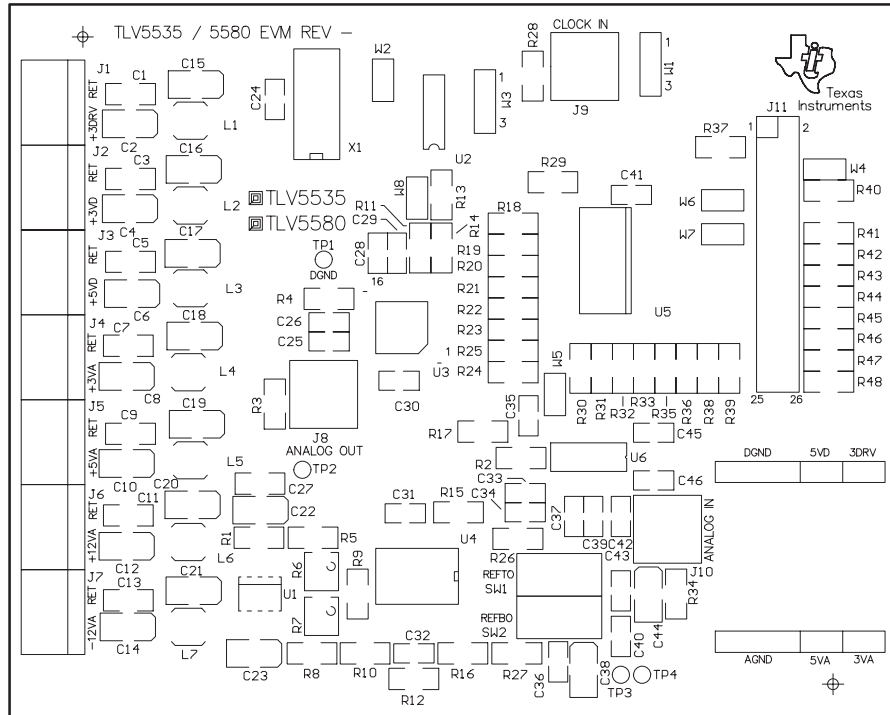 TLV5535 / 5580 EVM REV -
CLOCK IN
R28
W2
W1
1
3
W3
1
3
J9
Texas
Instruments
J11
1
2
J1
RET
+3DRV
C1
C15
C2
L1
C24
X1
U2
R37
W4
R40
J2
RET
+3VD
C3
C16
C4
L2
TLV5535
TLV5580
W8
R13
R11
C29
R14
R29
C41
W6
W7
R18
R19
R20
R21
R22
R23
R25
R24
J3
RET
+5VD
C5
C17
C6
L3
TP1
DGND
C28
16
R4
C26
C25
1
U3
C30
U5
R41
R42
R43
R44
R45
R46
R47
R48
25
26
J4
RET
+3VA
C7
C18
C8
L4
R3
J8
ANALOG OUT
TP2
W5
C35
R30
R31
R32
R33
R35
R36
R38
R39
J5
RET
+5VA
C9
C19
C10
L5
R17
R2
U6
C45
C46
DGND
5VD
3DRV
J6
RET
+12VA
C11
C20
C12
L6
C27
C22
R1
R5
C31
R15
C33
C34
C37
C39
C42
C43
ANALOG IN
J10
R26
U4
J7
RET
-12VA
C13
C21
C14
L7
U1
R6
R7
R9
REFTO
SW1
REFBO
SW2
C40
C44
R34
C23
R8
R10
C32
R12
R16
R27
C36
C38
TP3
TP4
AGND
5VA
3VA